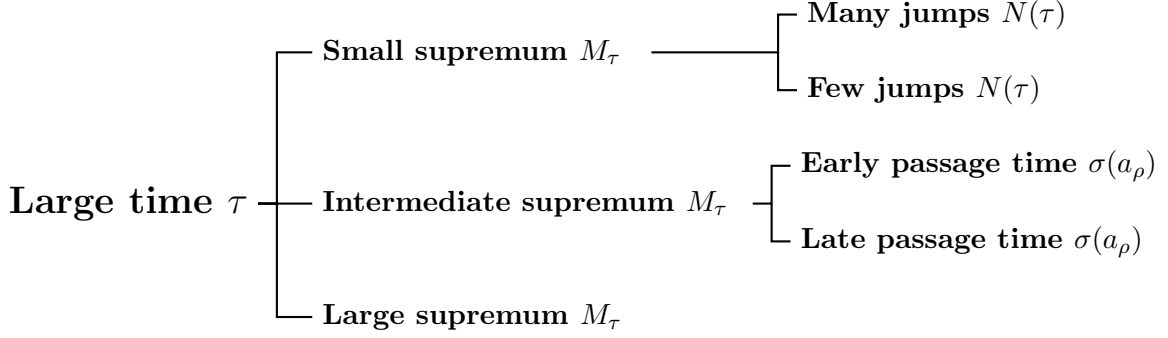 Many jumps N(τ)
Small supremum M_τ
Few jumps N(τ)
Early passage time σ(a_ρ)
Large time τ
Intermediate supremum M_τ
Late passage time σ(a_ρ)
Large supremum M_τ